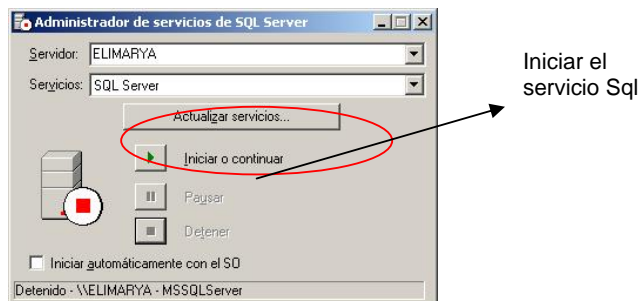 Administrador de servicios de SQL Server
Servidor: ELIMARYA
Servicios: SQL Server
Actualizar servicios...
Iniciar o continuar
Pausar
Detener
Iniciar automáticamente con el SO
Detenido - \\ELIMARYA - MSSQLServer
Iniciar el
servicio Sql